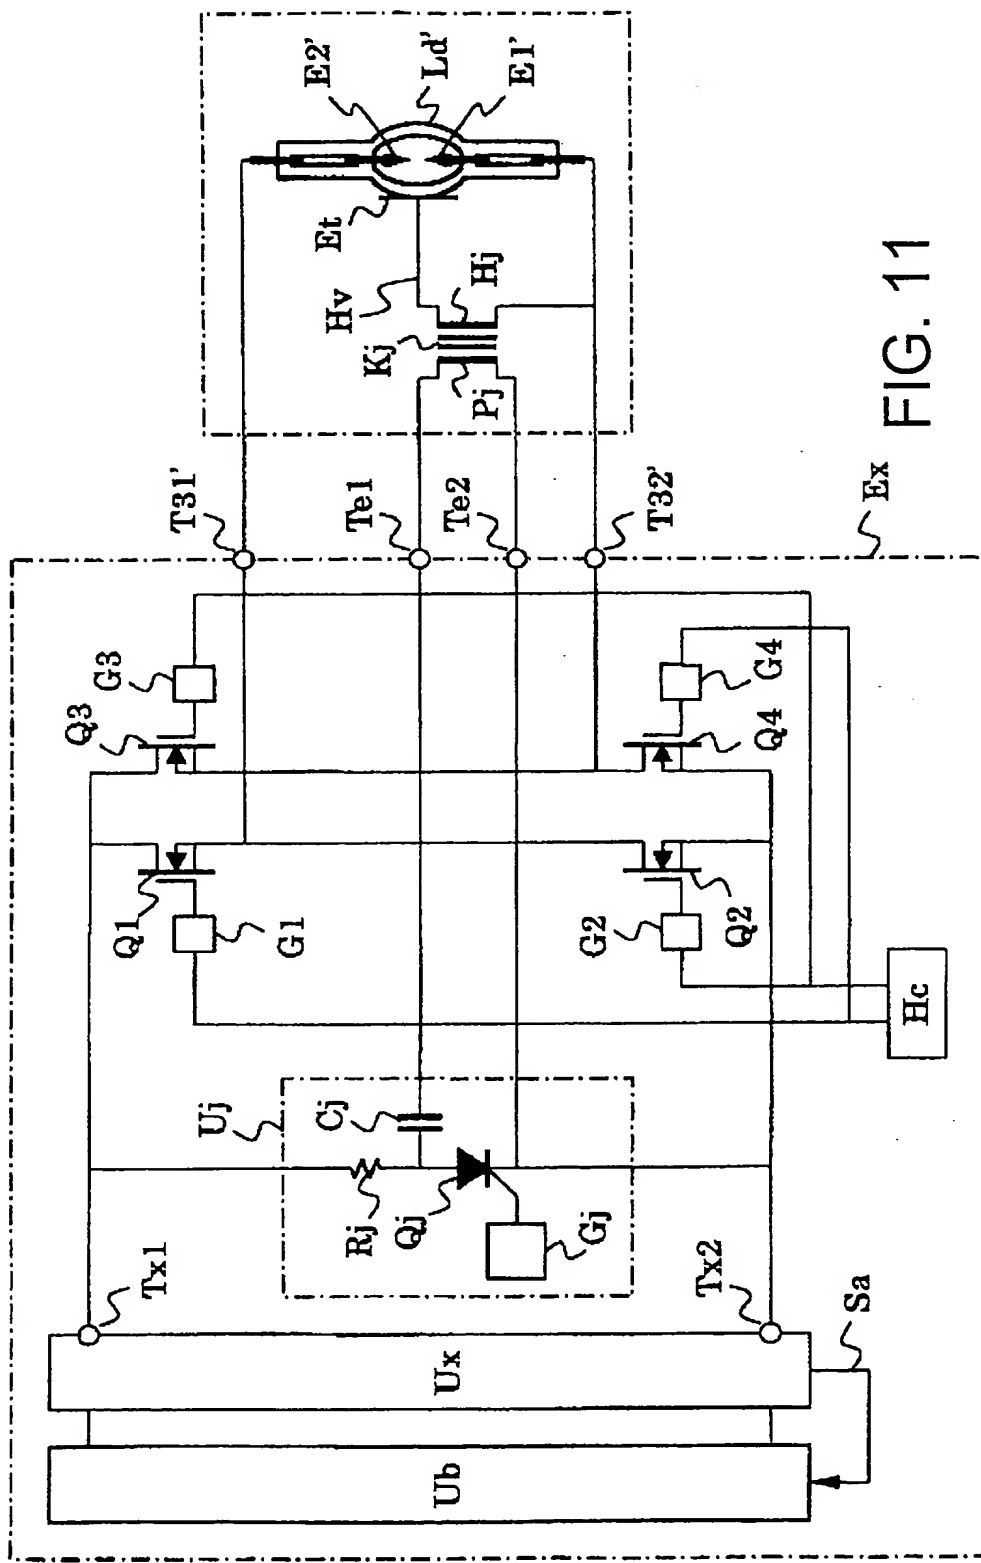 E2'
Ld'
E1'
Et
Hv
Hj
Kj
Pj
T31'
Te1
Te2
T32'
Ex
G3
Q3
G4
Q4
Q1
G1
G2
Q2
Hc
Uj
Cj
Rj
Qj
Gj
Tx1
Tx2
Ux
Ub
Sa
FIG. 11